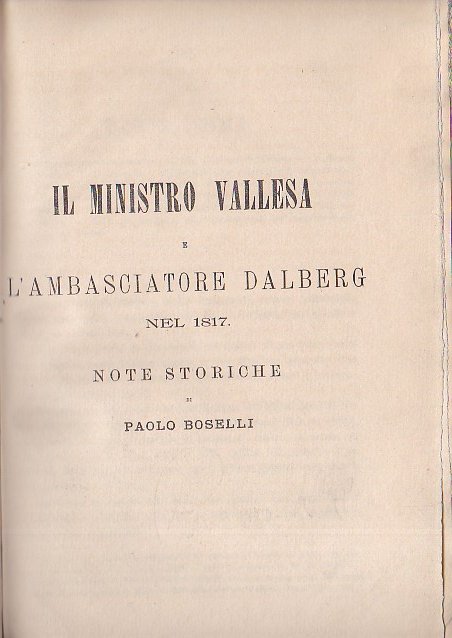 IL MINISTRO VALLESA
E
L'AMBASCIATORE DALBERG
NEL 1817.
NOTE STORICHE
DI
PAOLO BOSELLI